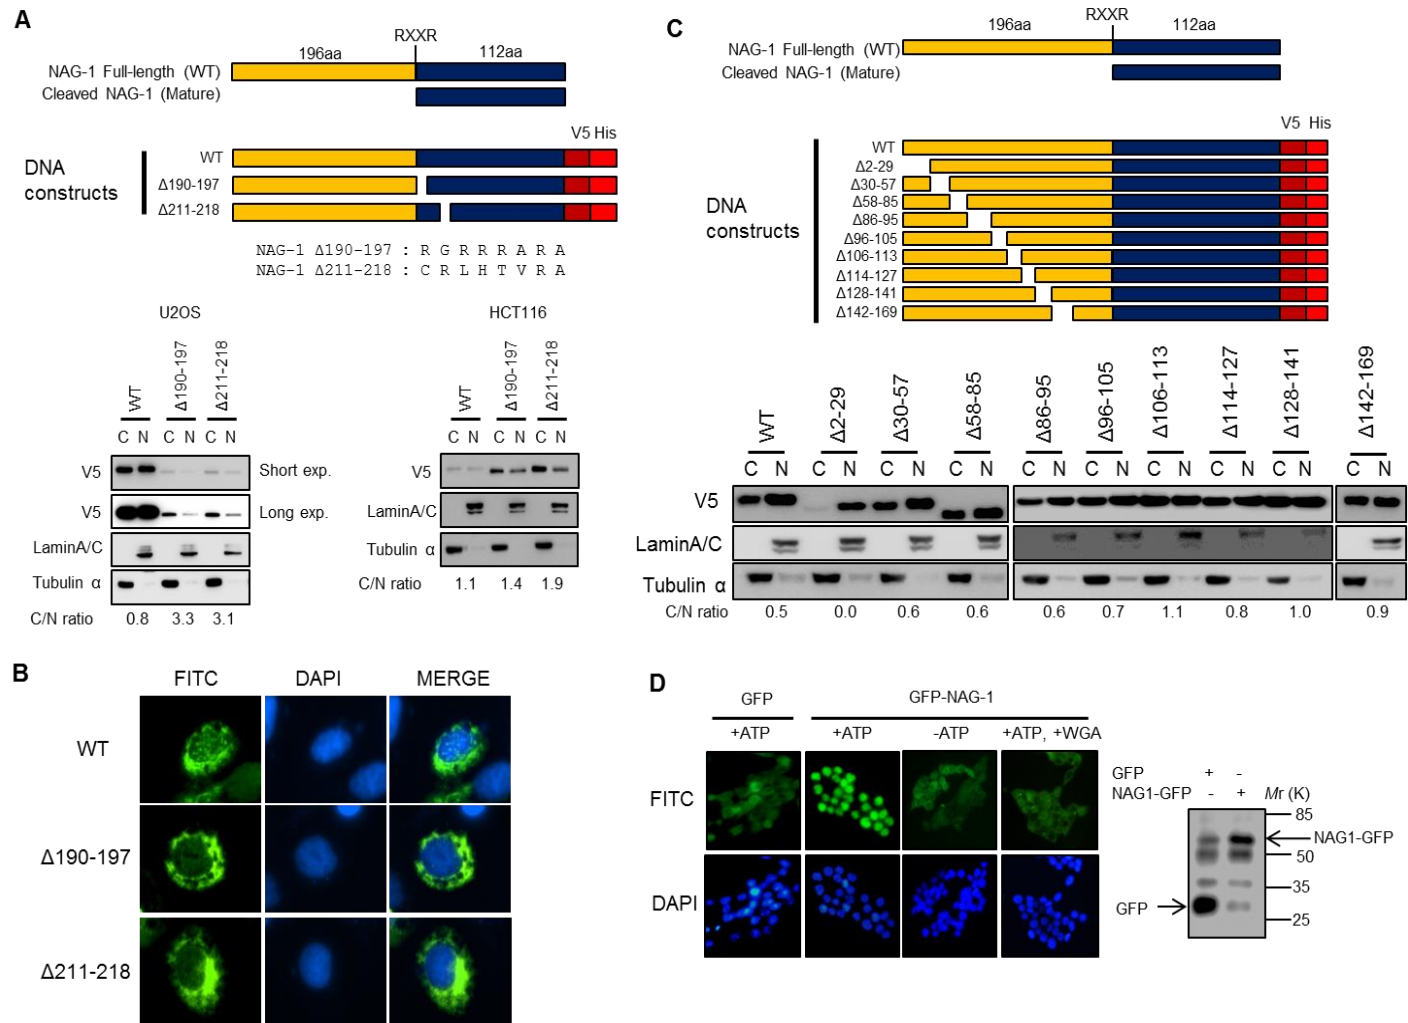 A
RXXR
196aa 112aa
NAG-1 Full-length (WT)
Cleaved NAG-1 (Mature)
V5 His
DNA constructs
WT
Δ190-197
Δ211-218
NAG-1 Δ190-197 : R G R R R A R A
NAG-1 Δ211-218 : C R L H T V R A
U2OS
WT Δ190-197 Δ211-218
C N C N C N
V5 Short exp.
V5 Long exp.
LaminA/C
Tubulin α
C/N ratio 0.8 3.3 3.1
HCT116
WT Δ190-197 Δ211-218
C N C N C N
V5
LaminA/C
Tubulin α
C/N ratio 1.1 1.4 1.9
B
FITC DAPI MERGE
WT
Δ190-197
Δ211-218
C
RXXR
196aa 112aa
NAG-1 Full-length (WT)
Cleaved NAG-1 (Mature)
V5 His
DNA constructs
WT
Δ2-29
Δ30-57
Δ58-85
Δ86-95
Δ96-105
Δ106-113
Δ114-127
Δ128-141
Δ142-169
WT Δ2-29 Δ30-57 Δ58-85 Δ86-95 Δ96-105 Δ106-113 Δ114-127 Δ128-141 Δ142-169
C N C N C N C N C N C N C N C N C N C N
V5
LaminA/C
Tubulin α
C/N ratio 0.5 0.0 0.6 0.6 0.6 0.7 1.1 0.8 1.0 0.9
D
GFP GFP-NAG-1
+ATP +ATP -ATP +ATP, +WGA
FITC
DAPI
GFP + -
NAG1-GFP - + Mr (K)
85
NAG1-GFP
50
35
GFP
25